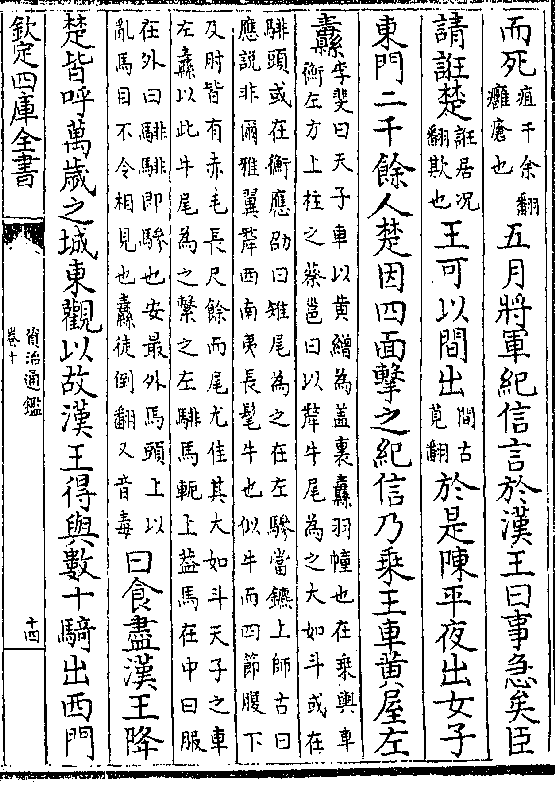 而死疽千余翻
癰瘡也五月將軍紀信言於漢王曰事急矣臣
請誑楚誑居况
翻欺也王可以間出間古
莧翻於是陳平夜出女子
東門二千餘人楚因四面擊之紀信乃乘王車黄屋左
纛李斐曰天子車以黄繒為盖裏纛羽幢也在乘輿車
衡左方上柱之蔡邕曰以犛牛尾為之大如斗或在
騑頭或在衡應劭曰雉尾為之在左驂當鑣上師古曰
應説非爾雅翼犛西南夷長髦牛也似牛而四節腹下
及肘皆有赤毛長尺餘而尾尤佳其大如斗天子之車
左纛以此牛尾為之繫之左騑馬軛上葢馬在中曰服
在外曰騑騑即驂也安最外馬頭上以
亂馬目不令相見也纛徒倒翻又音毒曰食盡漢王降
楚皆呼萬歲之城東觀以故漢王得與數十騎出西門
欽定四庫全書
資治通鑑
卷十
十四